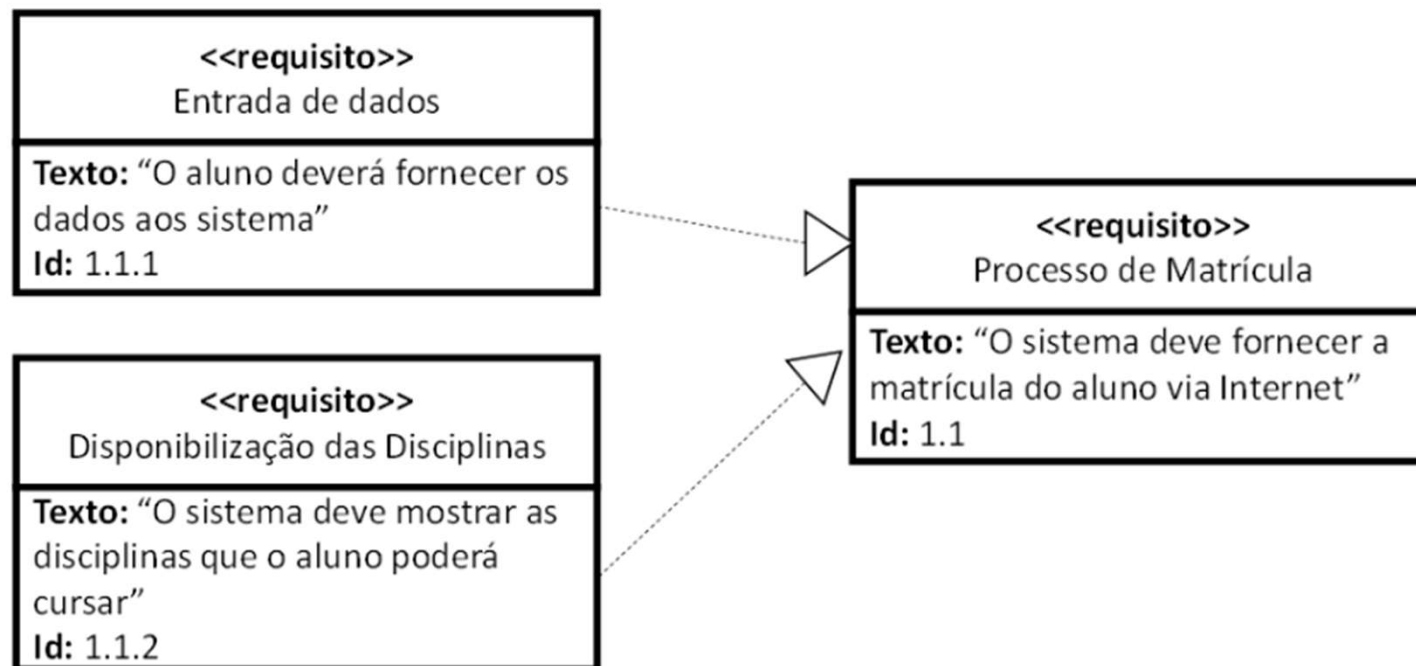 <<requisito>>
Entrada de dados
Texto: “O aluno deverá fornecer os
dados aos sistema”
Id: 1.1.1
<<requisito>>
Disponibilização das Disciplinas
Texto: “O sistema deve mostrar as
disciplinas que o aluno poderá
cursar”
Id: 1.1.2
<<requisito>>
Processo de Matrícula
Texto: “O sistema deve fornecer a
matrícula do aluno via Internet”
Id: 1.1